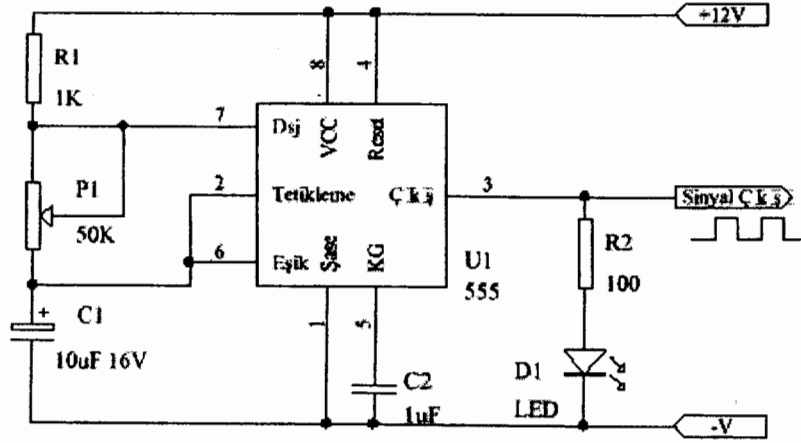 +12V
R1
1K
8
4
7
Dsj
VCC
Reset
P1
50K
2
Tetikleme
Ç k ş
3
Sinyal Ç k ş
6
Eşik
Şase
KG
U1
555
R2
100
+
C1
10uF 16V
1
5
C2
1uF
D1
LED
-V